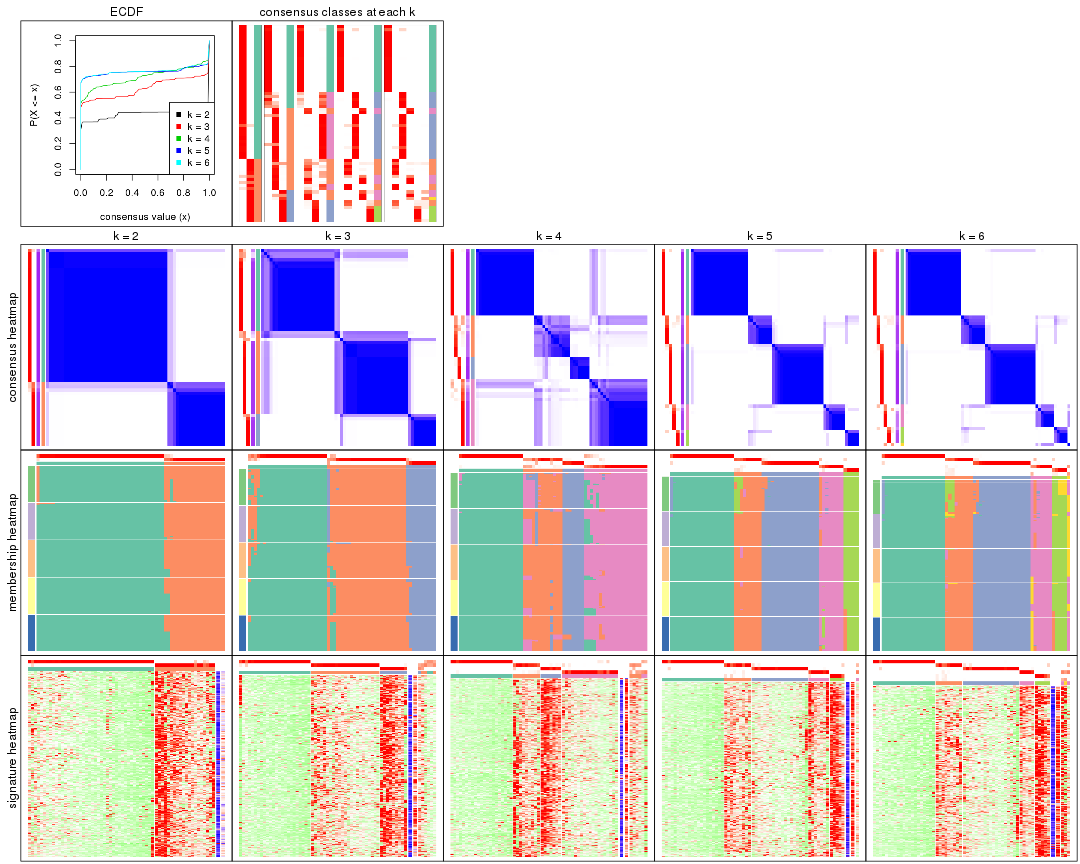 ECDF
consensus classes at each k
P(X <= x)
0.0 0.2 0.4 0.6 0.8 1.0
k = 2
k = 3
k = 4
k = 5
k = 6
0.0 0.2 0.4 0.6 0.8 1.0
consensus value (x)
k = 2 k = 3 k = 4 k = 5 k = 6
consensus heatmap
membership heatmap
signature heatmap